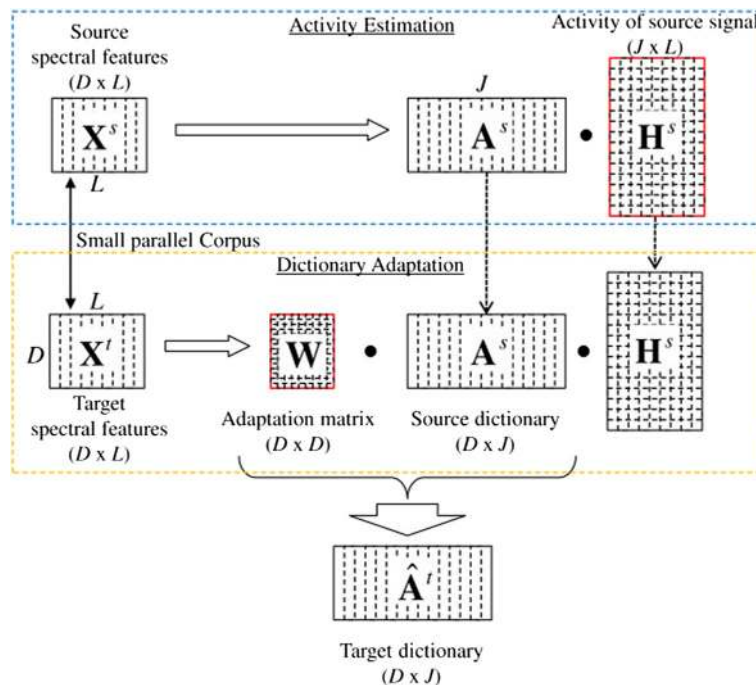 Source
spectral features
(D x L)
Activity Estimation
Activity of source signal
(J x L)
J
X^s
A^s
•
H^s
L
Small parallel Corpus
Dictionary Adaptation
L
D
X^t
W
•
A^s
•
H^s
Target
spectral features
(D x L)
Adaptation matrix
(D x D)
Source dictionary
(D x J)
Â^t
Target dictionary
(D x J)